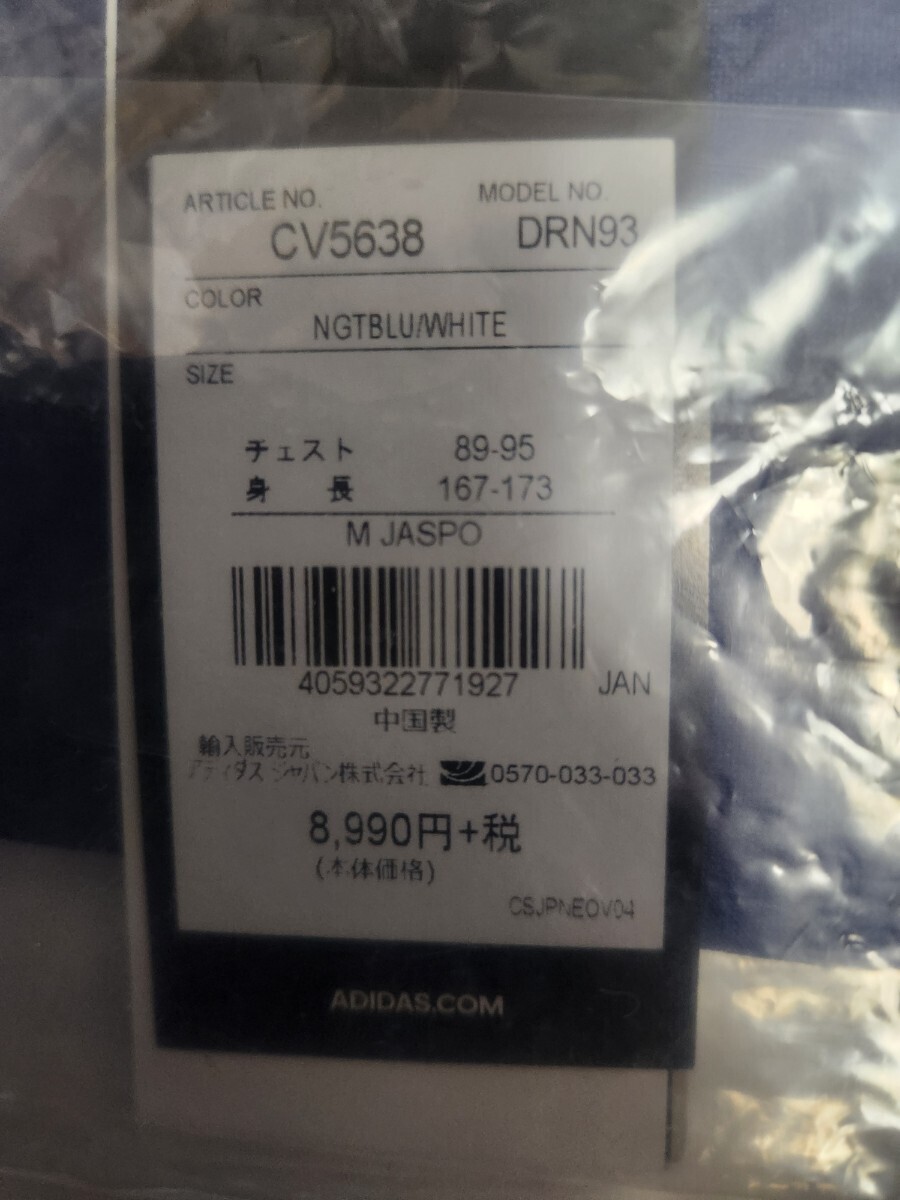 ARTICLE NO. MODEL NO.
CV5638 DRN93
COLOR
NGTBLU/WHITE
SIZE
チェスト 89-95
身 長 167-173
M JASPO
4059322771927 JAN
中国製
輸入販売元
アディダス ジャパン株式会社 0570-033-033
8,990円+税
(本体価格)
CSJPNEOV04
ADIDAS.COM